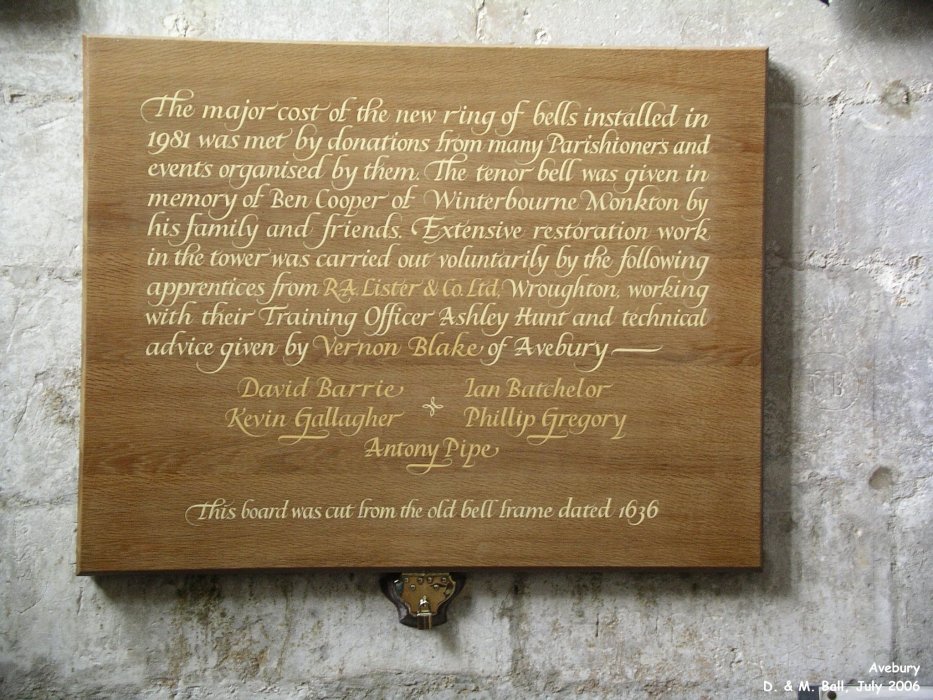 The major cost of the new ring of bells installed in
1981 was met by donations from many Parishioners and
events organised by them. The tenor bell was given in
memory of Ben Cooper of Winterbourne Monkton by
his family and friends. Extensive restoration work
in the tower was carried out voluntarily by the following
apprentices from R.A. Lister & Co. Ltd, Wroughton, working
with their Training Officer Ashley Hunt and technical
advice given by Vernon Blake of Avebury —
David Barrie Ian Batchelor
Kevin Gallagher Phillip Gregory
Antony Pipe
This board was cut from the old bell frame dated 1636
Avebury
D. & M. Ball, July 2006